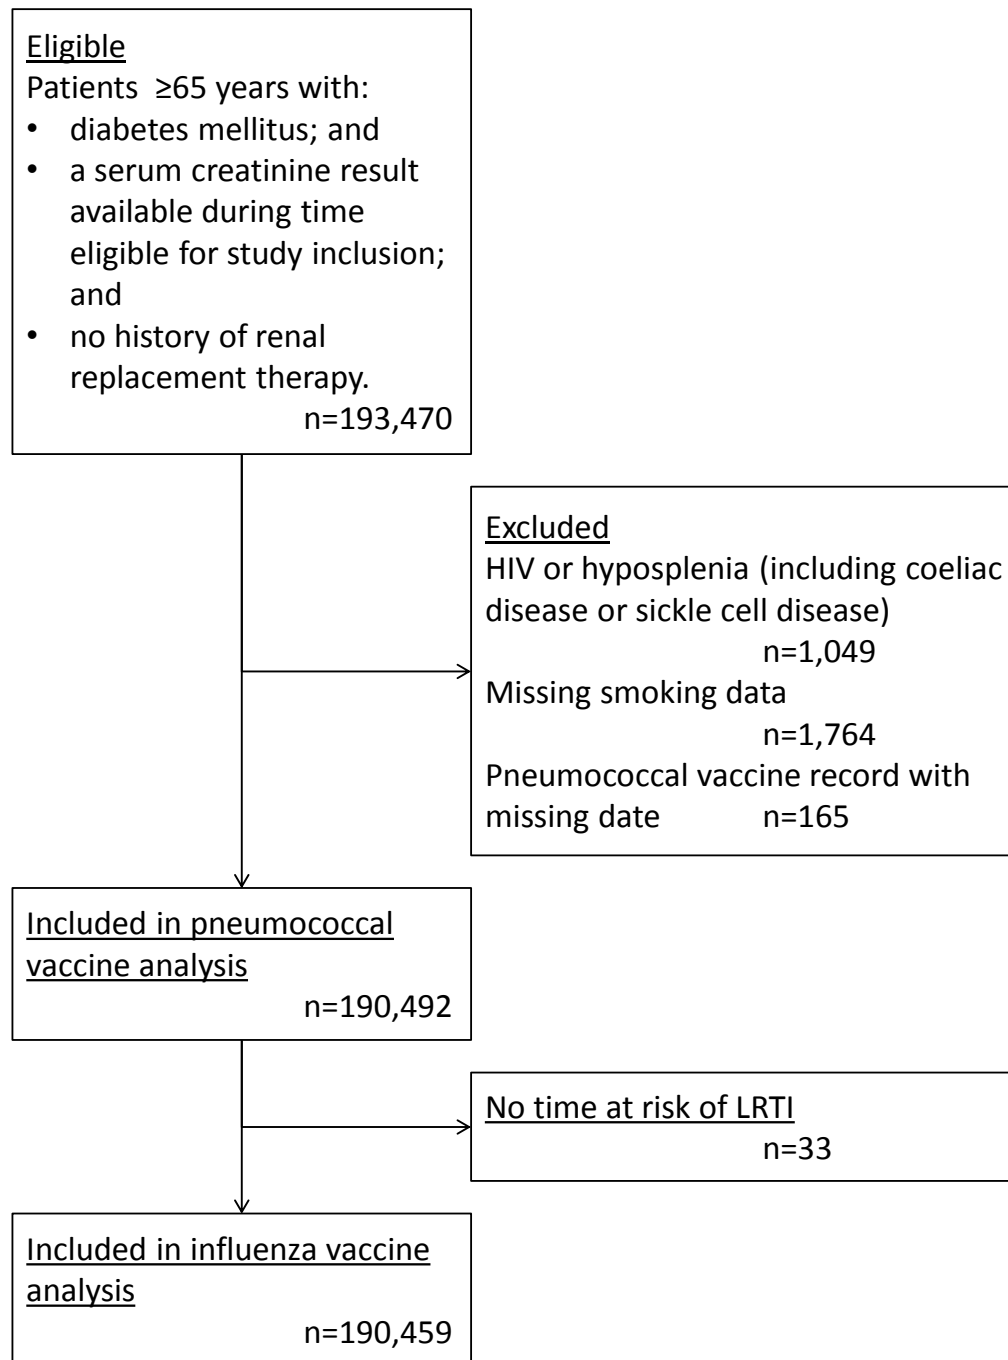 Eligible
Patients ≥65 years with:
• diabetes mellitus; and
• a serum creatinine result
available during time
eligible for study inclusion;
and
• no history of renal
replacement therapy.
n=193,470
Excluded
HIV or hyposplenia (including coeliac
disease or sickle cell disease)
n=1,049
Missing smoking data
n=1,764
Pneumococcal vaccine record with
missing date n=165
Included in pneumococcal
vaccine analysis
n=190,492
No time at risk of LRTI
n=33
Included in influenza vaccine
analysis
n=190,459